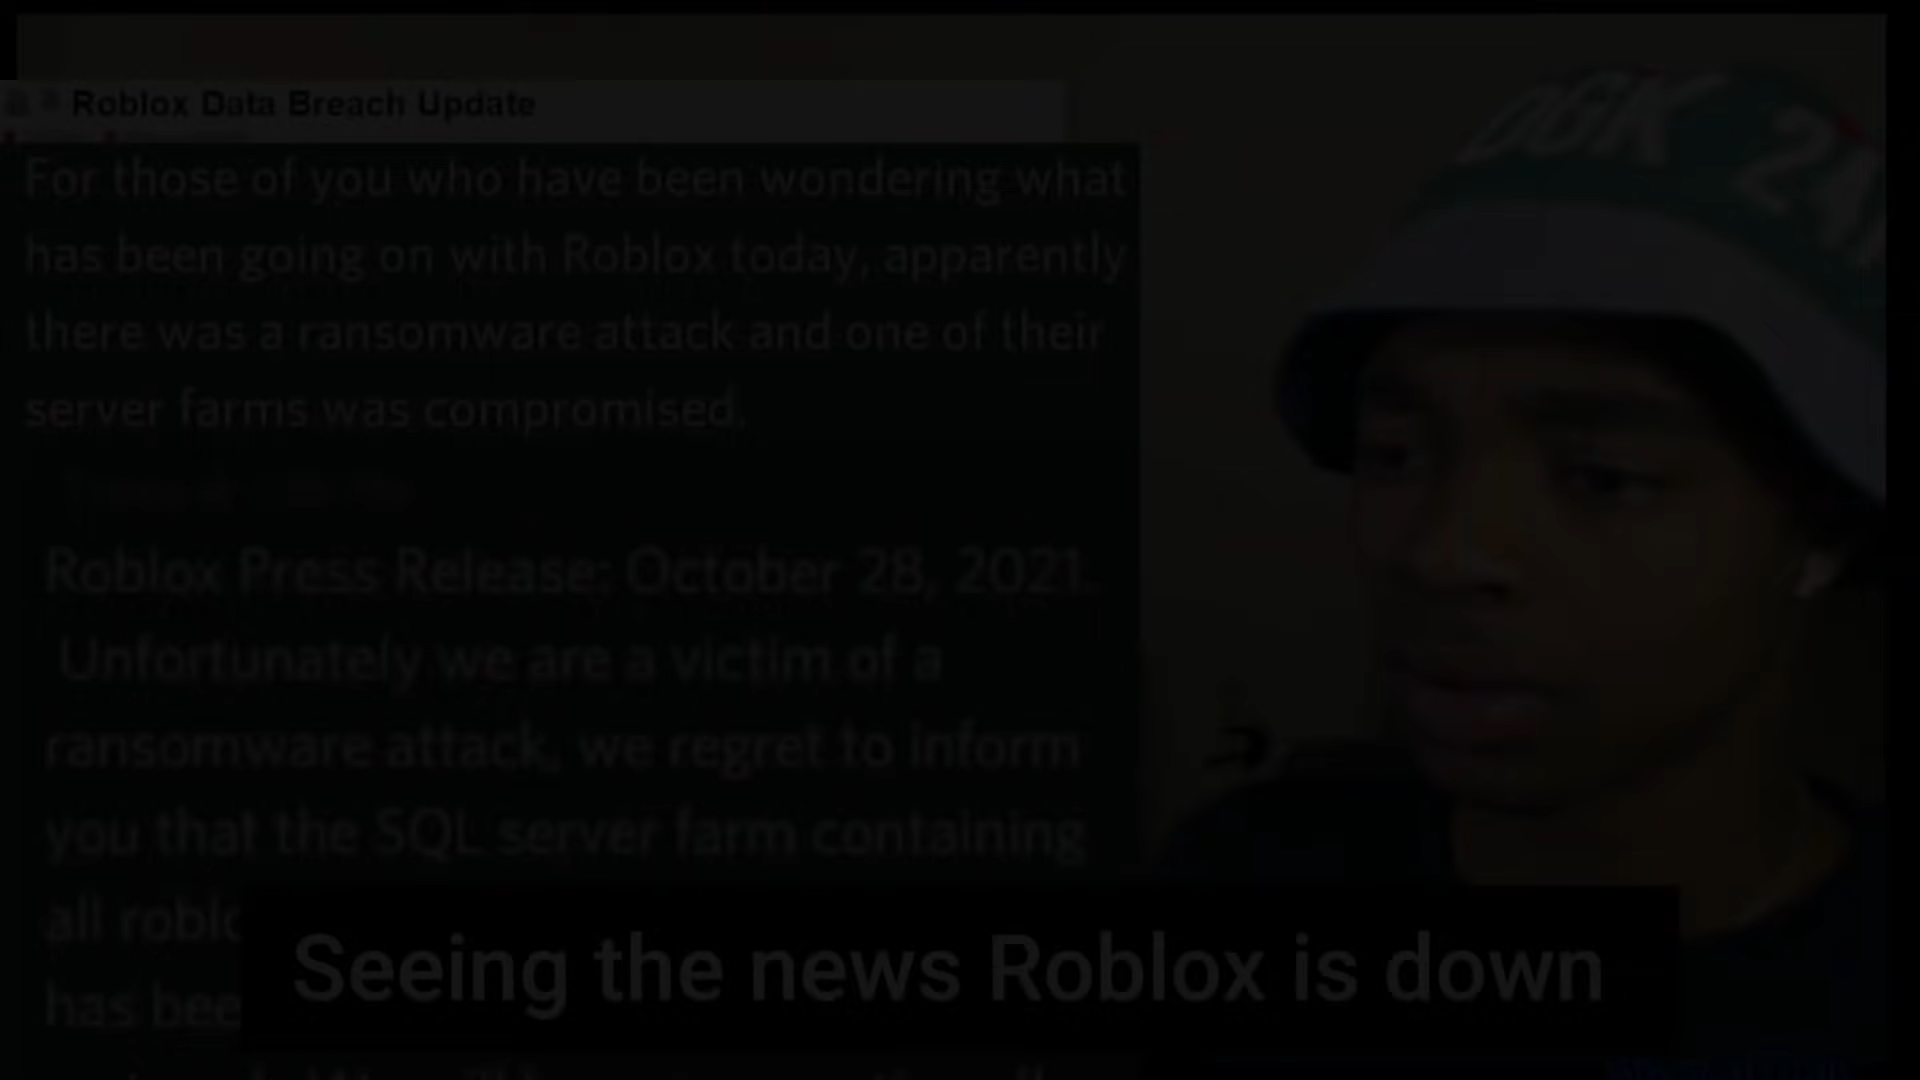 Roblox Data Breach Update
For those of you who have been wondering what
has been going on with Roblox today, apparently
there was a ransomware attack and one of their
server farms was compromised.
Roblox Press Release: October 28, 2021.
Unfortunately we are a victim of a
ransomware attack, we regret to inform
you that the SQL server farm containing
all
has
Seeing the news Roblox is down